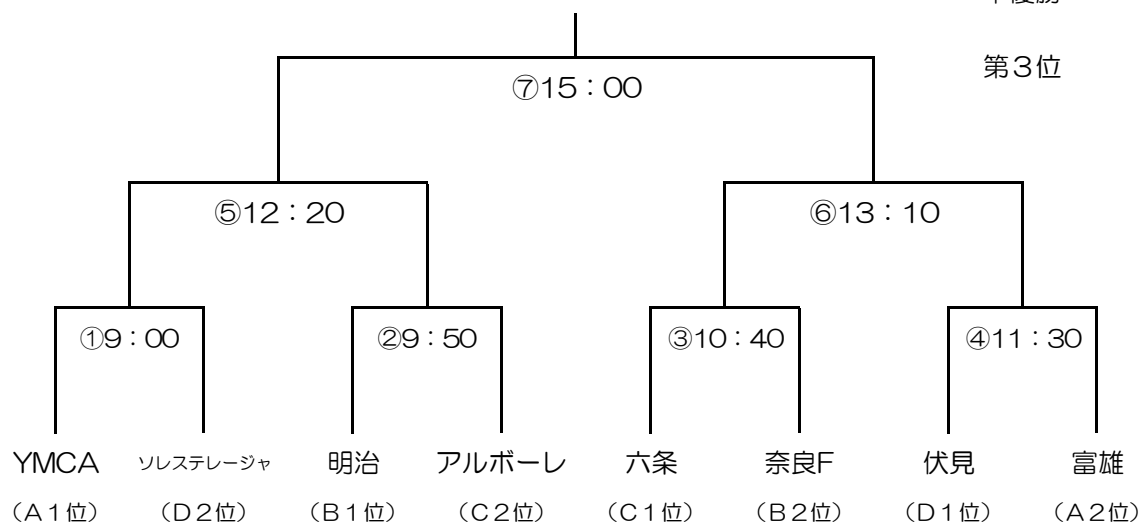 第３位
⑦15：00
⑤12：20
⑥13：10
①9：00
②9：50
③10：40
④11：30
YMCA ソレステレージャ 明治 アルボーレ 六条 奈良F 伏見 富雄
（A１位） （D２位） （B１位） （C２位） （C１位） （B２位） （D１位） （A２位）